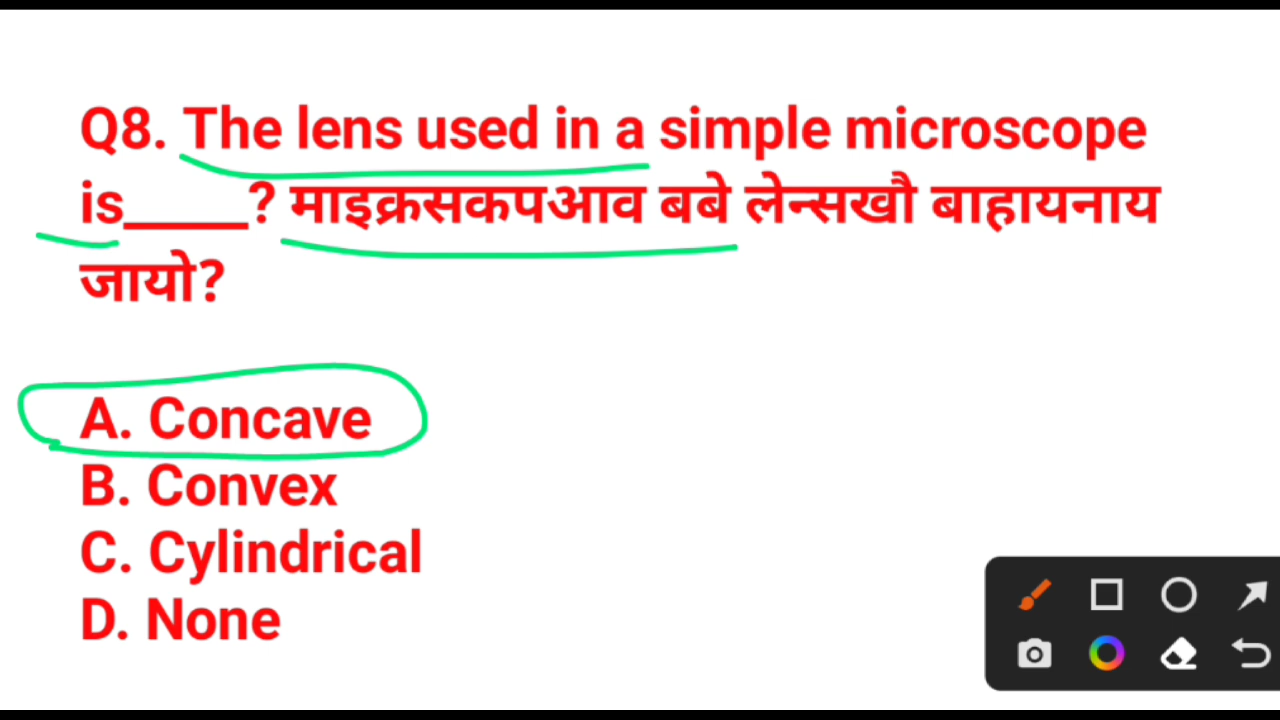 Q8. The lens used in a simple microscope
is_____? माइक्रसकपआव बबे लेन्सखौ बाहायनाय
जायो?
A. Concave
B. Convex
C. Cylindrical
D. None